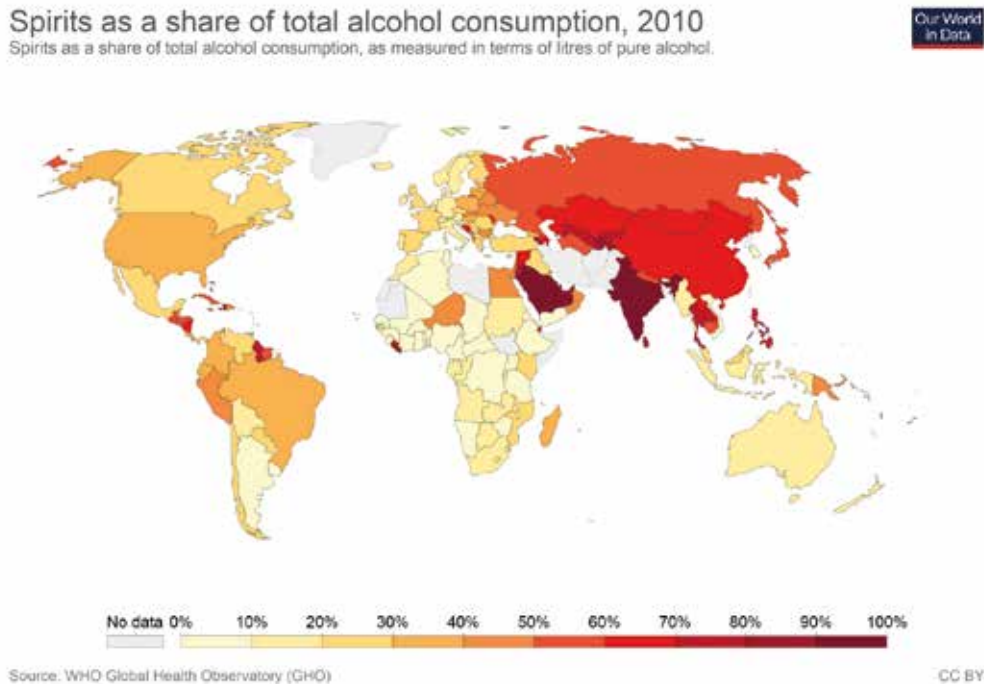 Spirits as a share of total alcohol consumption, 2010
Spirits as a share of total alcohol consumption, as measured in terms of litres of pure alcohol.
Our World
in Data
No data 0% 10% 20% 30% 40% 50% 60% 70% 80% 90% 100%
Source: WHO Global Health Observatory (GHO)
CC BY